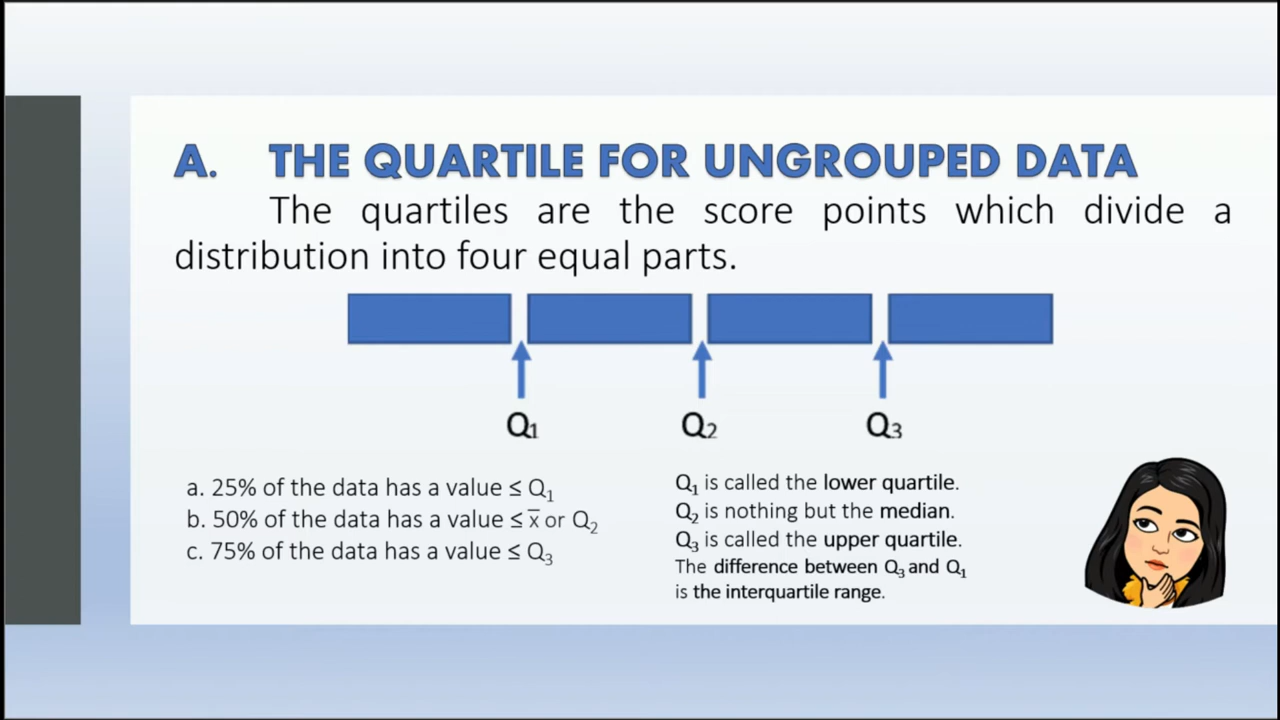 A. THE QUARTILE FOR UNGROUPED DATA
The quartiles are the score points which divide a
distribution into four equal parts.
Q₁ Q₂ Q₃
a. 25% of the data has a value ≤ Q₁
b. 50% of the data has a value ≤ x̅ or Q₂
c. 75% of the data has a value ≤ Q₃
Q₁ is called the lower quartile.
Q₂ is nothing but the median.
Q₃ is called the upper quartile.
The difference between Q₃ and Q₁
is the interquartile range.